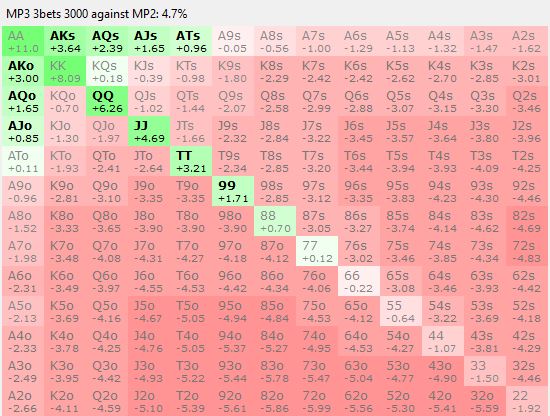 MP3 3bets 3000 against MP2: 4.7%
AA AKs AQs AJs ATs A9s A8s A7s A6s A5s A4s A3s A2s
+11.0 +3.64 +2.39 +1.65 +0.96 -0.05 -0.56 -1.00 -1.29 -1.13 -1.32 -1.47 -1.62
AKo KK KQs KJs KTs K9s K8s K7s K6s K5s K4s K3s K2s
+3.00 +8.09 +0.18 -0.39 -0.98 -1.80 -2.29 -2.42 -2.42 -2.62 -2.70 -2.85 -3.01
AQo KQo QQ QJs QTs Q9s Q8s Q7s Q6s Q5s Q4s Q3s Q2s
+1.65 -0.70 +6.26 -1.02 -1.44 -2.07 -2.58 -2.99 -2.88 -3.07 -3.15 -3.30 -3.46
AJo KJo QJo JJ JTs J9s J8s J7s J6s J5s J4s J3s J2s
+0.85 -1.30 -1.97 +4.69 -1.66 -2.32 -2.84 -3.22 -3.45 -3.57 -3.64 -3.80 -3.96
ATo KTo QTo JTo TT T9s T8s T7s T6s T5s T4s T3s T2s
+0.11 -1.93 -2.41 -2.64 +3.21 -2.34 -2.85 -3.20 -3.44 -3.94 -3.93 -4.09 -4.25
A9o K9o Q9o J9o T9o 99 98s 97s 96s 95s 94s 93s 92s
-0.96 -2.81 -3.10 -3.35 -3.35 +1.71 -2.85 -3.12 -3.35 -3.83 -4.23 -4.30 -4.46
A8o K8o Q8o J8o T8o 98o 88 87s 86s 85s 84s 83s 82s
-1.52 -3.33 -3.65 -3.90 -3.90 -3.90 +0.70 -3.05 -3.27 -3.74 -4.14 -4.62 -4.69
A7o K7o Q7o J7o T7o 97o 87o 77 76s 75s 74s 73s 72s
-1.98 -3.48 -4.08 -4.31 -4.27 -4.18 -4.12 +0.12 -3.02 -3.46 -3.85 -4.34 -4.83
A6o K6o Q6o J6o T6o 96o 86o 76o 66 65s 64s 63s 62s
-2.31 -3.49 -3.97 -4.55 -4.53 -4.42 -4.34 -4.06 -0.22 -3.08 -3.46 -3.93 -4.42
A5o K5o Q5o J5o T5o 95o 85o 75o 65o 55 54s 53s 52s
-2.13 -3.69 -4.16 -4.67 -5.05 -4.94 -4.84 -4.53 -4.12 -0.64 -3.22 -3.69 -4.18
A4o K4o Q4o J4o T4o 94o 84o 74o 64o 54o 44 43s 42s
-2.33 -3.78 -4.25 -4.76 -5.05 -5.37 -5.27 -4.95 -4.53 -4.27 -1.07 -3.81 -4.29
A3o K3o Q3o J3o T3o 93o 83o 73o 63o 53o 43o 33 32s
-2.49 -3.95 -4.42 -4.93 -5.22 -5.44 -5.78 -5.47 -5.04 -4.77 -4.90 -1.50 -4.46
A2o K2o Q2o J2o T2o 92o 82o 72o 62o 52o 42o 32o 22
-2.66 -4.11 -4.59 -5.10 -5.39 -5.61 -5.86 -5.99 -5.56 -5.30 -5.41 -5.59 -1.92